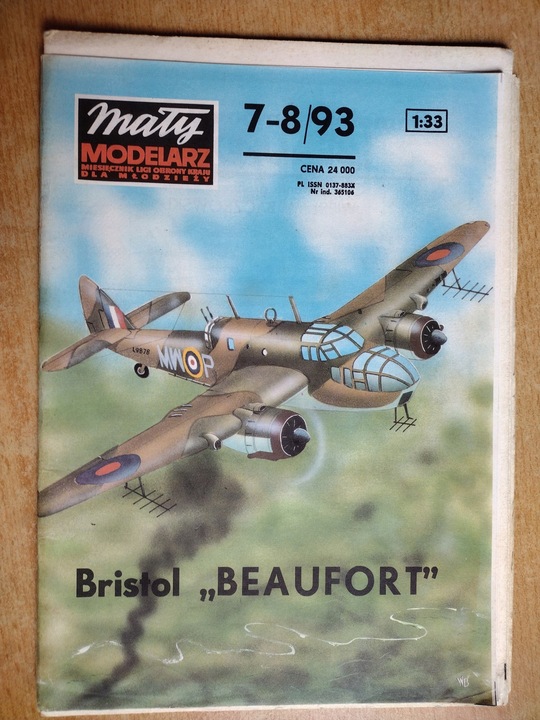 mały
MODELARZ
MIESIĘCZNIK LIGI OBRONY KRAJU
DLA MŁODZIEŻY
7-8/93
1:33
CENA 24 000
PL ISSN 0137-883X
Nr ind. 365106
L9878
MW P
Bristol „BEAUFORT”